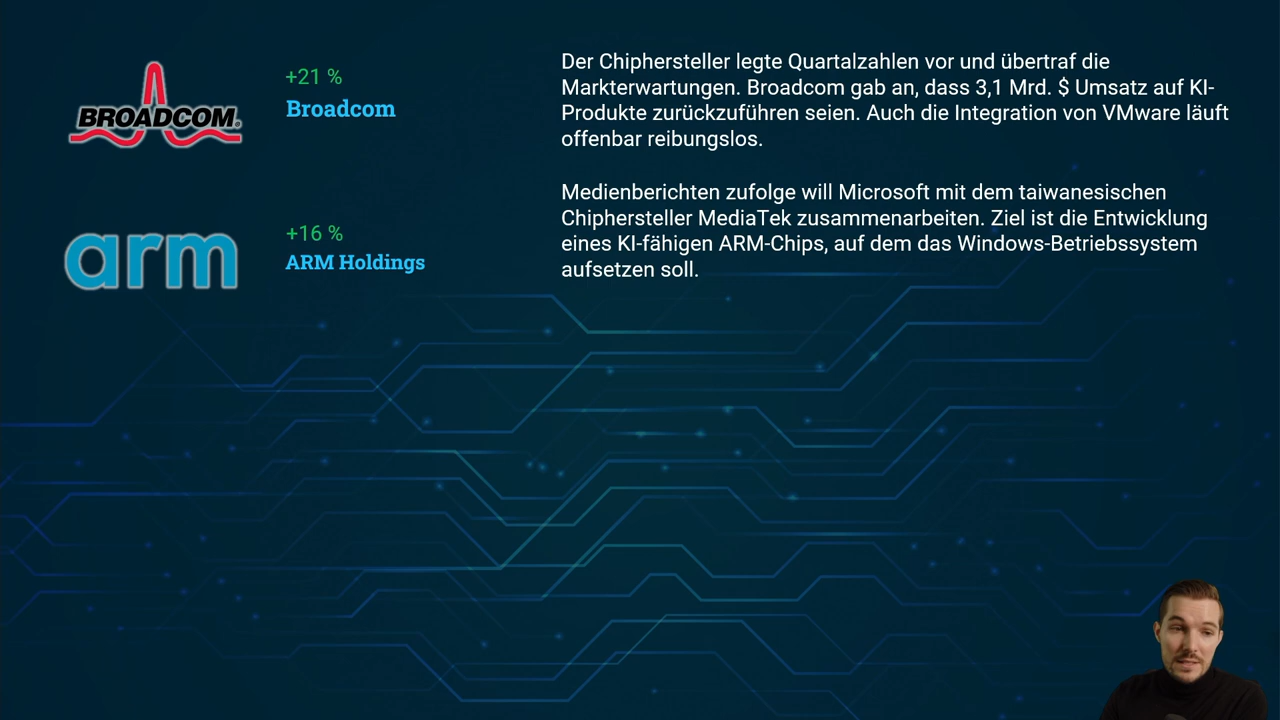 BROADCOM®
+21 %
Broadcom
Der Chiphersteller legte Quartalzahlen vor und übertraf die
Markterwartungen. Broadcom gab an, dass 3,1 Mrd. $ Umsatz auf KI-
Produkte zurückzuführen seien. Auch die Integration von VMware läuft
offenbar reibungslos.
arm
+16 %
ARM Holdings
Medienberichten zufolge will Microsoft mit dem taiwanesischen
Chiphersteller MediaTek zusammenarbeiten. Ziel ist die Entwicklung
eines KI-fähigen ARM-Chips, auf dem das Windows-Betriebssystem
aufsetzen soll.